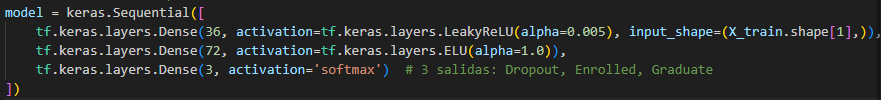 model = keras.Sequential([
    tf.keras.layers.Dense(36, activation=tf.keras.layers.LeakyReLU(alpha=0.005), input_shape=(X_train.shape[1],)),
    tf.keras.layers.Dense(72, activation=tf.keras.layers.ELU(alpha=1.0)),
    tf.keras.layers.Dense(3, activation='softmax')  # 3 salidas: Dropout, Enrolled, Graduate
])